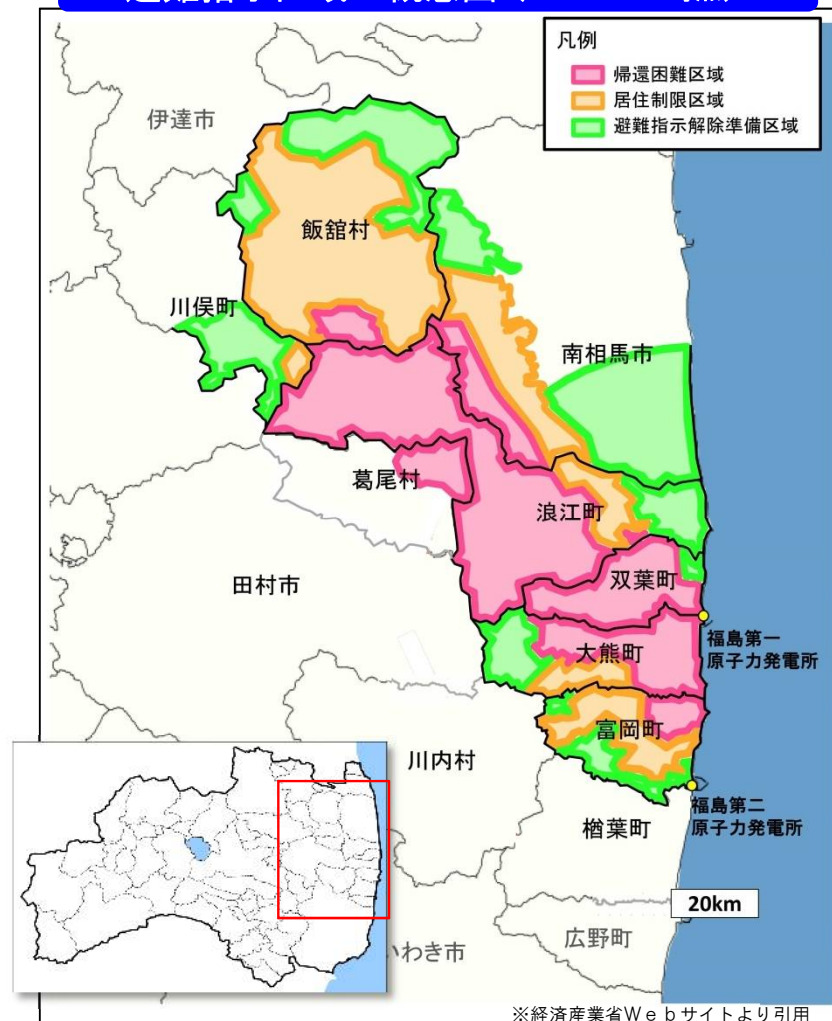 凡例
帰還困難区域
居住制限区域
避難指示解除準備区域
伊達市
飯舘村
川俣町
南相馬市
葛尾村
浪江町
田村市
双葉町
福島第一
原子力発電所
大熊町
富岡町
川内村
福島第二
原子力発電所
楢葉町
20km
広野町
いわき市
※経済産業省Ｗｅｂサイトより引用